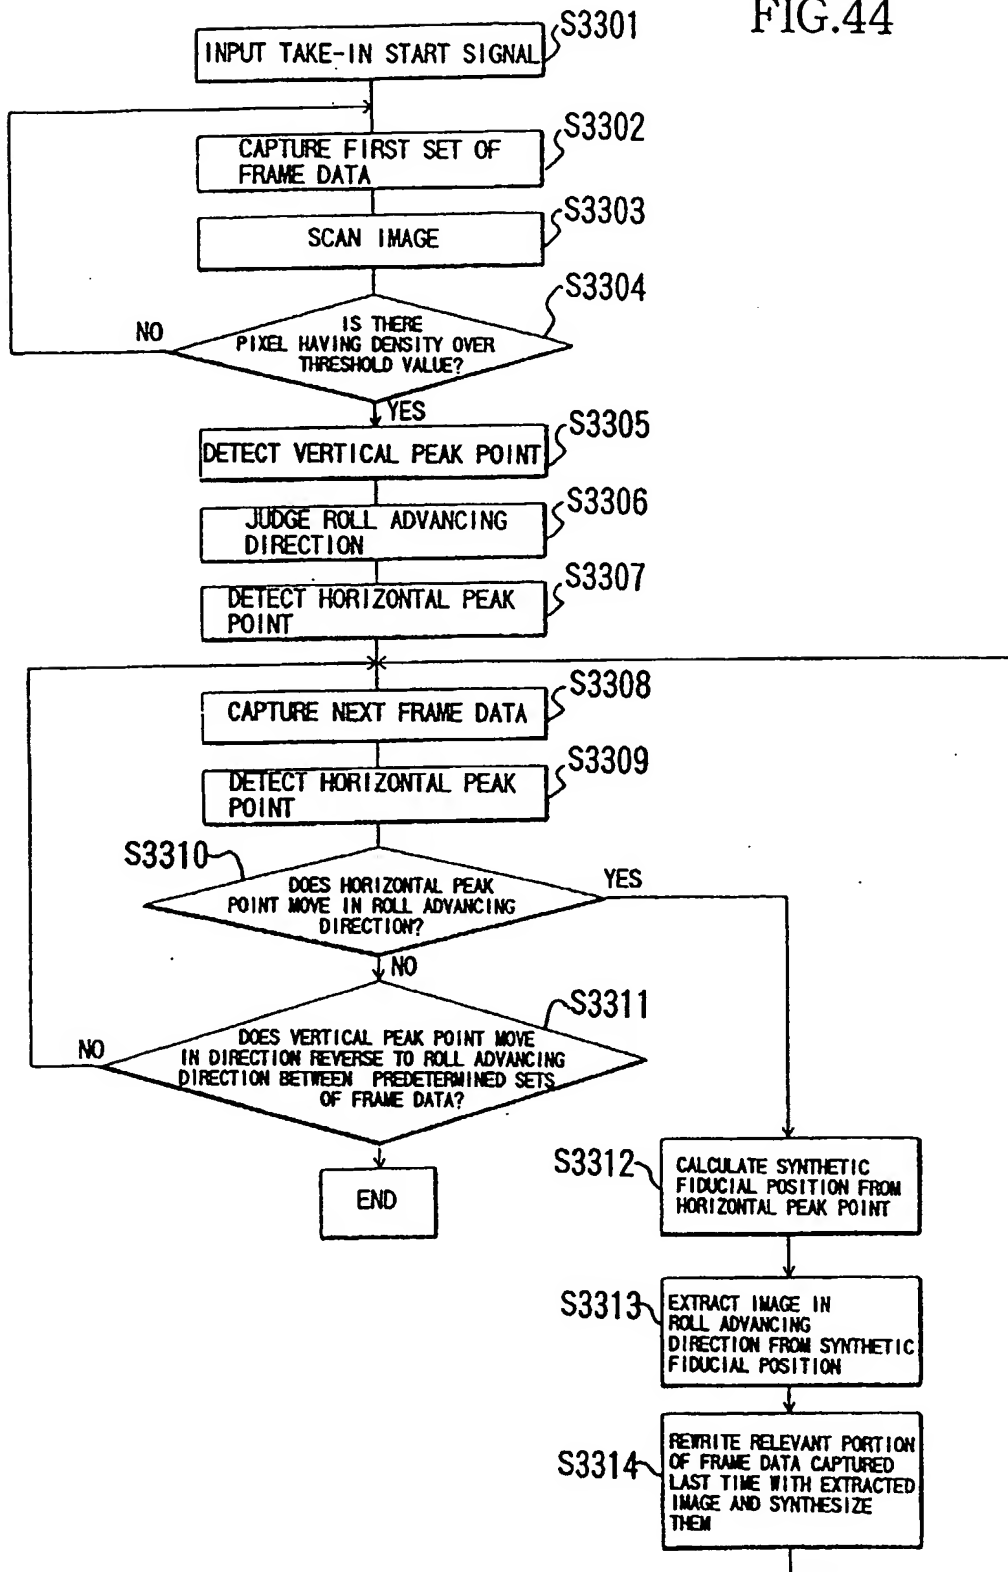 FIG.44
S3301
INPUT TAKE-IN START SIGNAL
S3302
CAPTURE FIRST SET OF
FRAME DATA
S3303
SCAN IMAGE
S3304
IS THERE
PIXEL HAVING DENSITY OVER
THRESHOLD VALUE?
NO
YES
S3305
DETECT VERTICAL PEAK POINT
S3306
JUDGE ROLL ADVANCING
DIRECTION
S3307
DETECT HORIZONTAL PEAK
POINT
S3308
CAPTURE NEXT FRAME DATA
S3309
DETECT HORIZONTAL PEAK
POINT
S3310
DOES HORIZONTAL PEAK
POINT MOVE IN ROLL ADVANCING
DIRECTION?
YES
NO
S3311
DOES VERTICAL PEAK POINT MOVE
IN DIRECTION REVERSE TO ROLL ADVANCING
DIRECTION BETWEEN PREDETERMINED SETS
OF FRAME DATA?
NO
END
S3312
CALCULATE SYNTHETIC
FIDUCIAL POSITION FROM
HORIZONTAL PEAK POINT
S3313
EXTRACT IMAGE IN
ROLL ADVANCING
DIRECTION FROM SYNTHETIC
FIDUCIAL POSITION
S3314
REWRITE RELEVANT PORTION
OF FRAME DATA CAPTURED
LAST TIME WITH EXTRACTED
IMAGE AND SYNTHESIZE
THEM